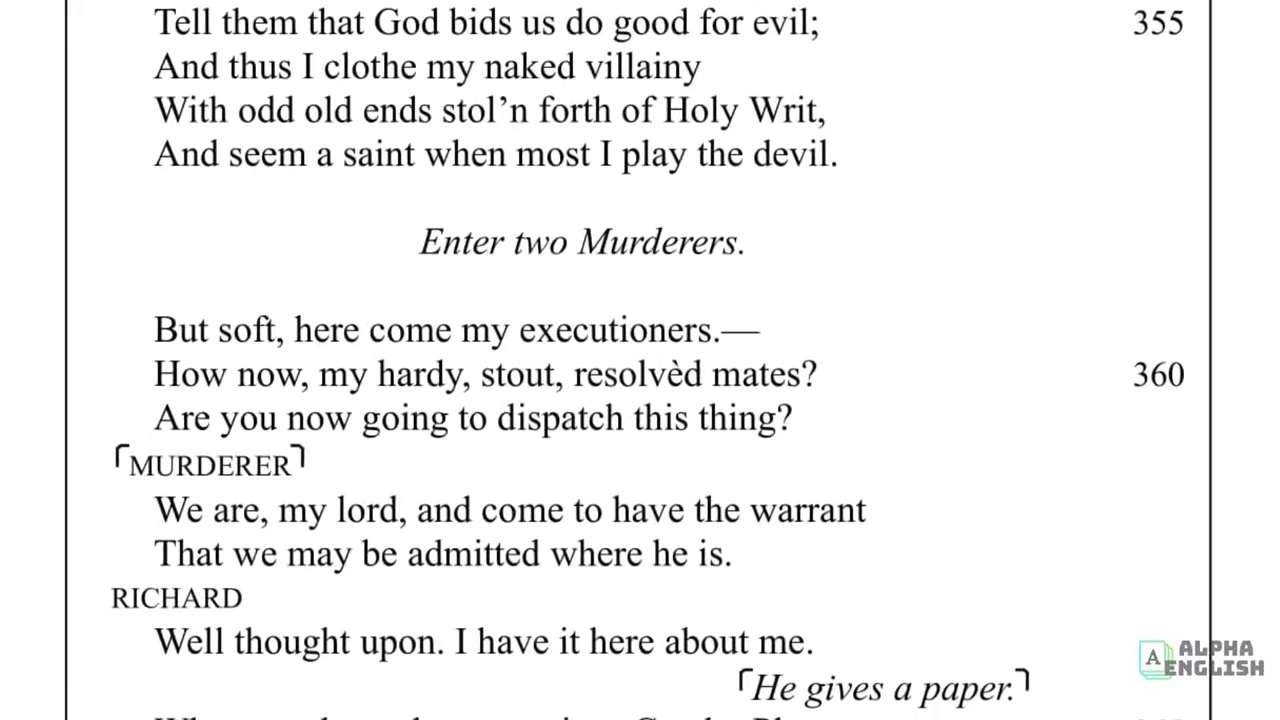 Tell them that God bids us do good for evil; 355
And thus I clothe my naked villainy
With odd old ends stol’n forth of Holy Writ,
And seem a saint when most I play the devil.
Enter two Murderers.
But soft, here come my executioners.—
How now, my hardy, stout, resolvèd mates? 360
Are you now going to dispatch this thing?
⌜MURDERER⌝
We are, my lord, and come to have the warrant
That we may be admitted where he is.
RICHARD
Well thought upon. I have it here about me.
⌜He gives a paper.⌝
A ALPHA
ENGLISH